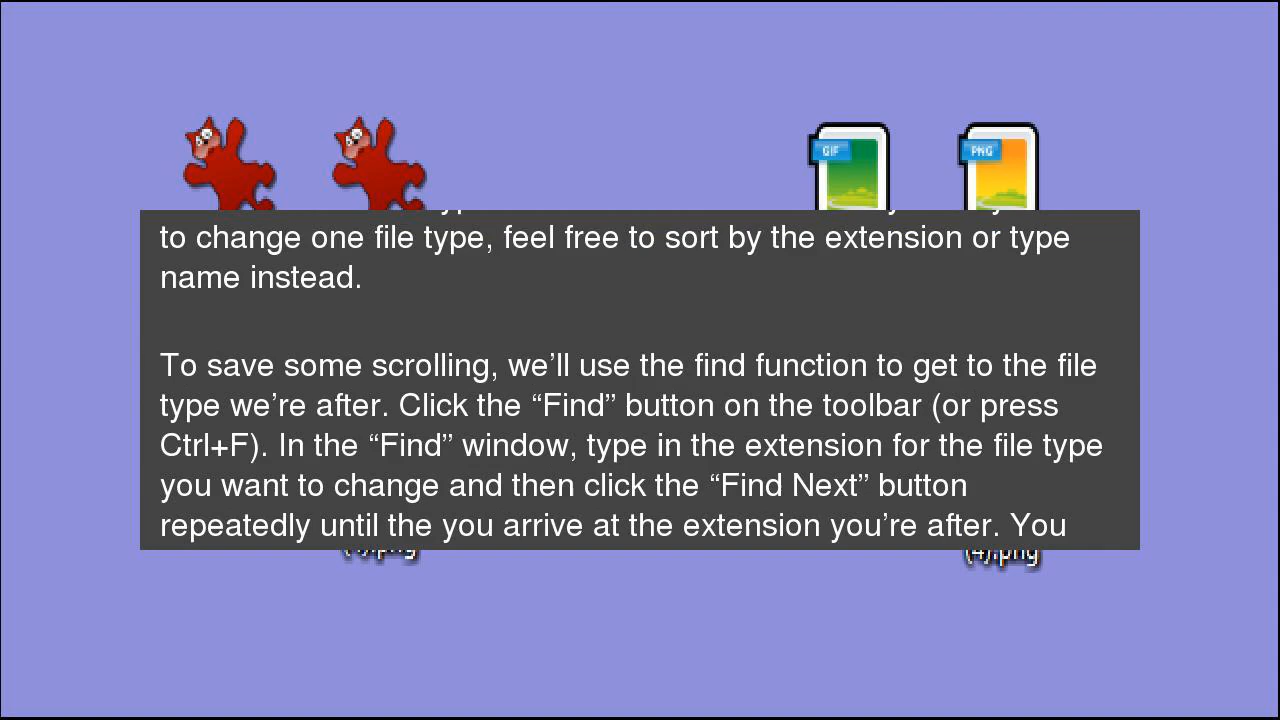 GIF
PNG
to change one file type, feel free to sort by the extension or type
name instead.
To save some scrolling, we’ll use the find function to get to the file
type we’re after. Click the “Find” button on the toolbar (or press
Ctrl+F). In the “Find” window, type in the extension for the file type
you want to change and then click the “Find Next” button
repeatedly until the you arrive at the extension you’re after. You
(4).png